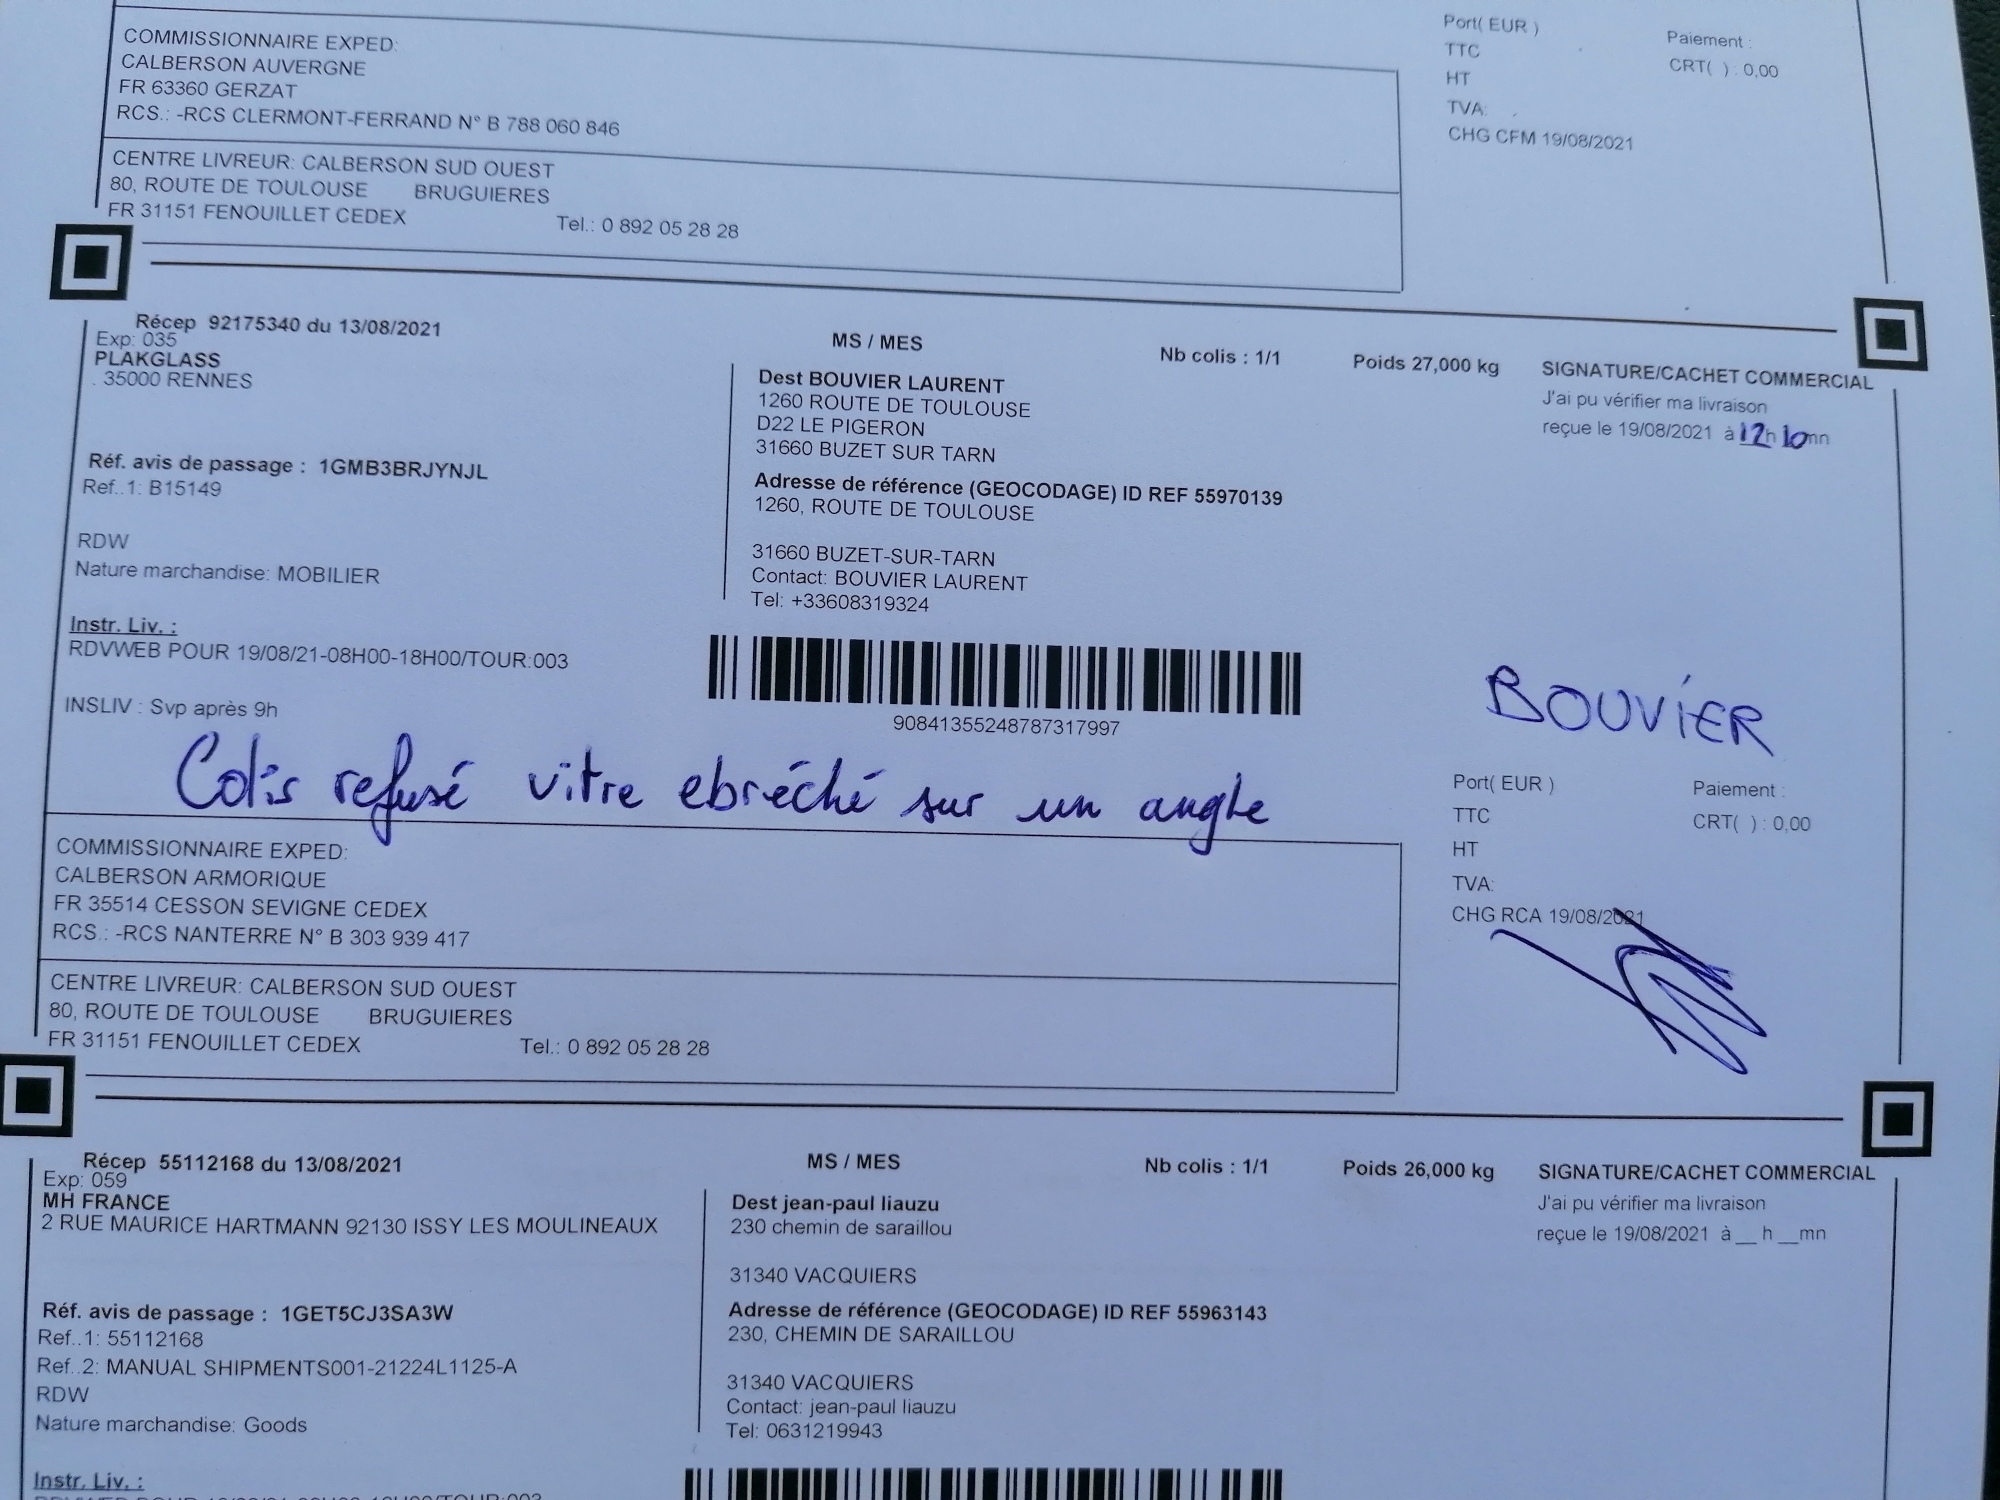 COMMISSIONNAIRE EXPED:
CALBERSON AUVERGNE
FR 63360 GERZAT
RCS.: -RCS CLERMONT-FERRAND N° B 788 060 846
Port( EUR )
TTC
HT
TVA:
CHG CFM 19/08/2021
Paiement :
CRT( ) : 0,00
CENTRE LIVREUR: CALBERSON SUD OUEST
80, ROUTE DE TOULOUSE BRUGUIERES
FR 31151 FENOUILLET CEDEX Tel.: 0 892 05 28 28
Récep 92175340 du 13/08/2021
Exp: 035
PLAKGLASS
. 35000 RENNES
Réf. avis de passage : 1GMB3BRJYNJL
Ref..1: B15149
RDW
Nature marchandise: MOBILIER
Instr. Liv. :
RDVWEB POUR 19/08/21-08H00-18H00/TOUR:003
INSLIV : Svp après 9h
MS / MES
Nb colis : 1/1
Poids 27,000 kg
Dest BOUVIER LAURENT
1260 ROUTE DE TOULOUSE
D22 LE PIGERON
31660 BUZET SUR TARN
Adresse de référence (GEOCODAGE) ID REF 55970139
1260, ROUTE DE TOULOUSE
31660 BUZET-SUR-TARN
Contact: BOUVIER LAURENT
Tel: +33608319324
90841355248787317997
SIGNATURE/CACHET COMMERCIAL
J'ai pu vérifier ma livraison
reçue le 19/08/2021 à 12h 10mn
BOUVIER
Colis refusé vitre ebréché sur un angle
Port( EUR )
TTC
HT
TVA:
CHG RCA 19/08/2021
Paiement :
CRT( ) : 0,00
COMMISSIONNAIRE EXPED:
CALBERSON ARMORIQUE
FR 35514 CESSON SEVIGNE CEDEX
RCS.: -RCS NANTERRE N° B 303 939 417
CENTRE LIVREUR: CALBERSON SUD OUEST
80, ROUTE DE TOULOUSE BRUGUIERES
FR 31151 FENOUILLET CEDEX Tel.: 0 892 05 28 28
Récep 55112168 du 13/08/2021
Exp: 059
MH FRANCE
2 RUE MAURICE HARTMANN 92130 ISSY LES MOULINEAUX
Réf. avis de passage : 1GET5CJ3SA3W
Ref..1: 55112168
Ref..2: MANUAL SHIPMENTS001-21224L1125-A
RDW
Nature marchandise: Goods
Instr. Liv. :
MS / MES
Nb colis : 1/1
Poids 26,000 kg
Dest jean-paul liauzu
230 chemin de saraillou
31340 VACQUIERS
Adresse de référence (GEOCODAGE) ID REF 55963143
230, CHEMIN DE SARAILLOU
31340 VACQUIERS
Contact: jean-paul liauzu
Tel: 0631219943
SIGNATURE/CACHET COMMERCIAL
J'ai pu vérifier ma livraison
reçue le 19/08/2021 à __ h __mn